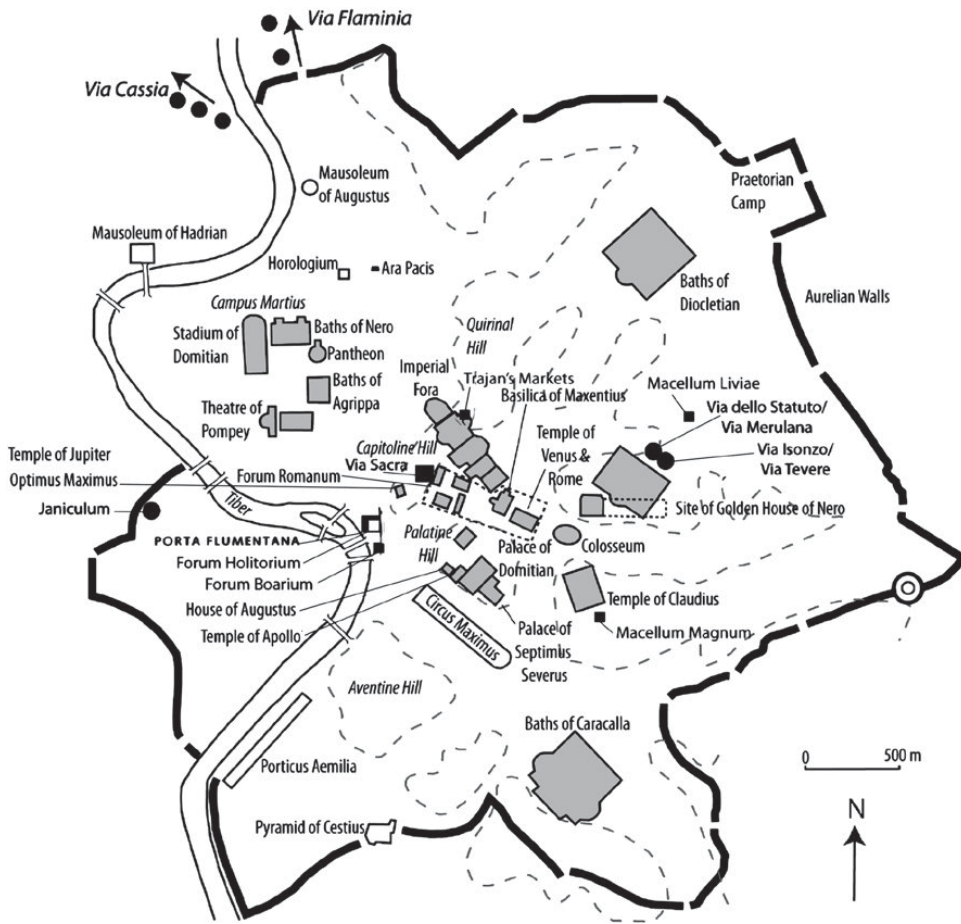 Via Flaminia
Via Cassia
Mausoleum
of Augustus
Praetorian
Camp
Mausoleum of Hadrian
Horologium
Ara Pacis
Baths of
Diocletian
Aurelian Walls
Campus Martius
Stadium of
Domitian
Baths of Nero
Pantheon
Quirinal
Hill
Imperial
Fora
Trajan's Markets
Basilica of Maxentius
Baths of
Agrippa
Macellum Liviae
Via dello Statuto/
Via Merulana
Theatre of
Pompey
Temple of
Venus &
Rome
Via Isonzo/
Via Tevere
Capitoline Hill
Via Sacra
Temple of Jupiter
Optimus Maximus
Forum Romanum
Janiculum
Tiber
Site of Golden House of Nero
PORTA FLUMENTANA
Palatine
Hill
Forum Holitorium
Colosseum
Palace of
Domitian
Forum Boarium
House of Augustus
Temple of Claudius
Temple of Apollo
Circus Maximus
Palace of
Septimus
Severus
Macellum Magnum
Aventine Hill
Baths of Caracalla
Porticus Aemilia
0 500 m
Pyramid of Cestius
N